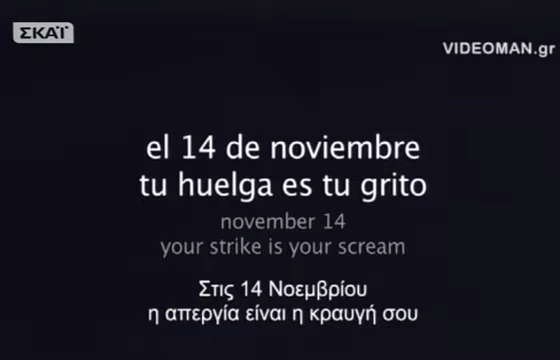 ΣΚΑΪ
VIDEOMAN.gr
el 14 de noviembre
tu huelga es tu grito
november 14
your strike is your scream
Στις 14 Νοεμβρίου
η απεργία είναι η κραυγή σου